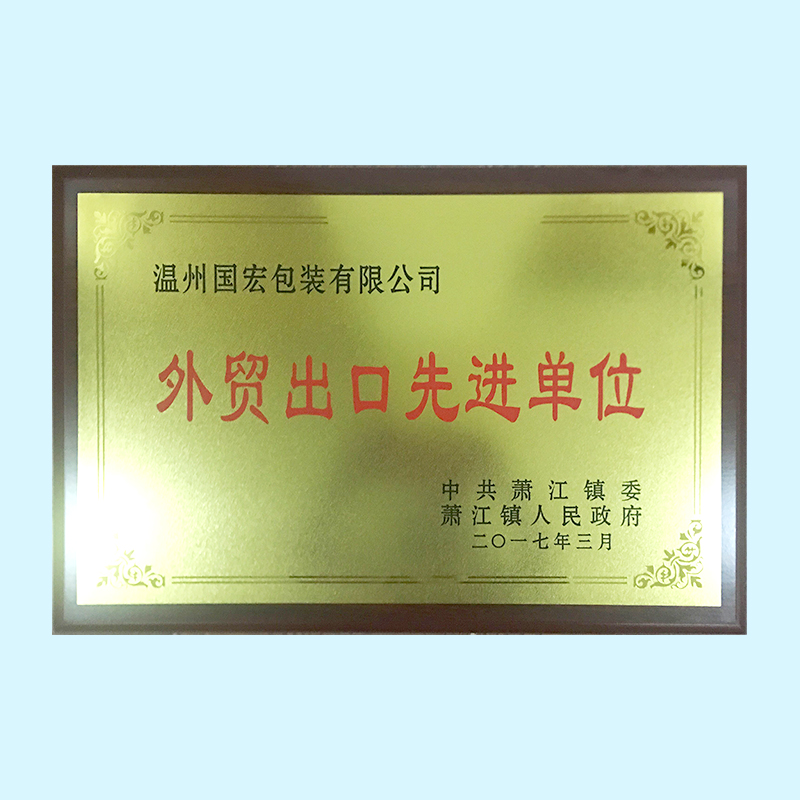 温州国宏包装有限公司
外贸出口先进单位
中共萧江镇委
萧江镇人民政府
二〇一七年三月